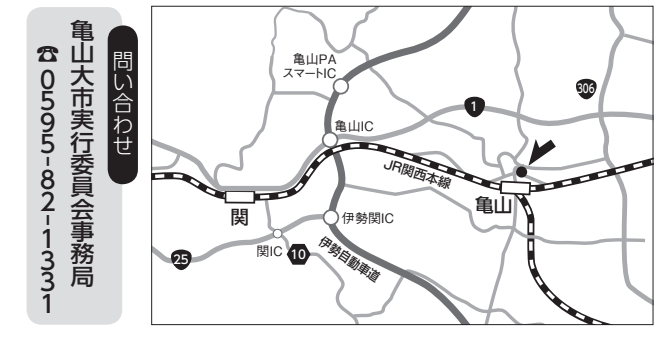 問い合わせ
亀山大市実行委員会事務局
☎0595-82-1331
亀山PA
スマートIC
306
1
亀山IC
JR関西本線
亀山
関
伊勢関IC
関IC
10
25
伊勢自動車道